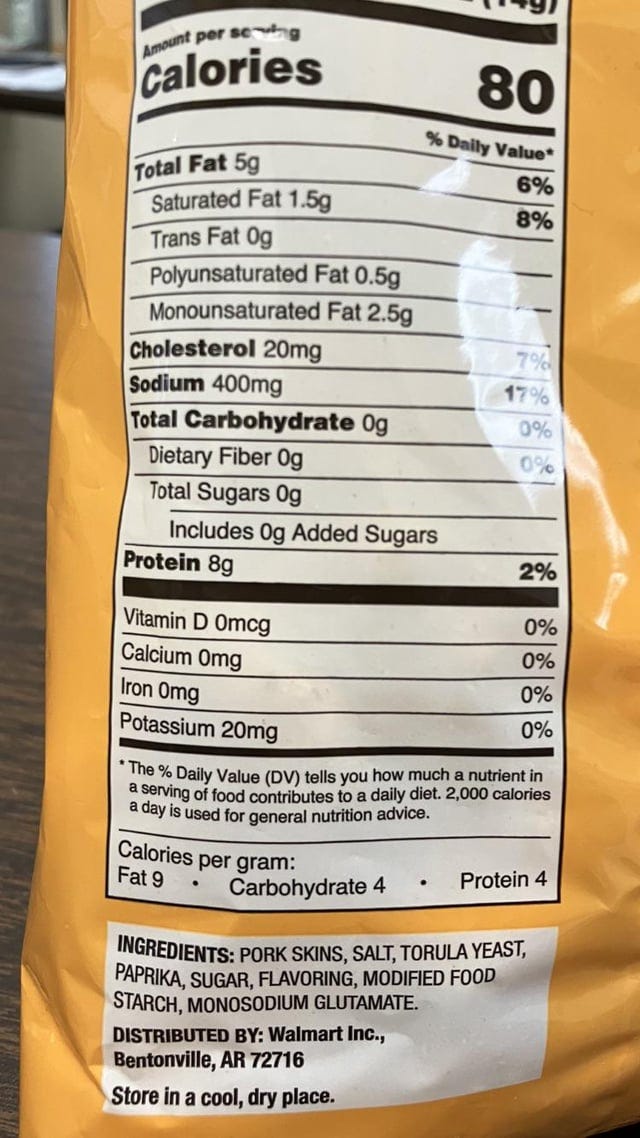 (14g)
Amount per serving
Calories 80
% Daily Value*
Total Fat 5g 6%
Saturated Fat 1.5g 8%
Trans Fat 0g
Polyunsaturated Fat 0.5g
Monounsaturated Fat 2.5g
Cholesterol 20mg 7%
Sodium 400mg 17%
Total Carbohydrate 0g 0%
Dietary Fiber 0g 0%
Total Sugars 0g
Includes 0g Added Sugars
Protein 8g 2%
Vitamin D 0mcg 0%
Calcium 0mg 0%
Iron 0mg 0%
Potassium 20mg 0%
* The % Daily Value (DV) tells you how much a nutrient in
a serving of food contributes to a daily diet. 2,000 calories
a day is used for general nutrition advice.
Calories per gram:
Fat 9 • Carbohydrate 4 • Protein 4
INGREDIENTS: PORK SKINS, SALT, TORULA YEAST,
PAPRIKA, SUGAR, FLAVORING, MODIFIED FOOD
STARCH, MONOSODIUM GLUTAMATE.
DISTRIBUTED BY: Walmart Inc.,
Bentonville, AR 72716
Store in a cool, dry place.